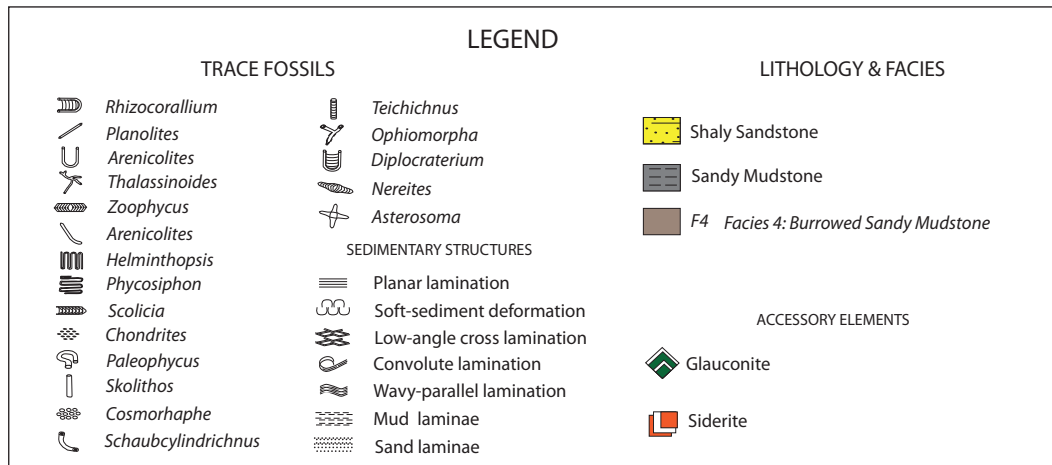 LEGEND
TRACE FOSSILS
Rhizocorallium
Planolites
Arenicolites
Thalassinoides
Zoophycus
Arenicolites
Helminthopsis
Phycosiphon
Scolicia
Chondrites
Paleophycus
Skolithos
Cosmorhaphe
Schaubcylindrichnus
Teichichnus
Ophiomorpha
Diplocraterium
Nereites
Asterosoma
SEDIMENTARY STRUCTURES
Planar lamination
Soft-sediment deformation
Low-angle cross lamination
Convolute lamination
Wavy-parallel lamination
Mud laminae
Sand laminae
LITHOLOGY & FACIES
Shaly Sandstone
Sandy Mudstone
F4 Facies 4: Burrowed Sandy Mudstone
ACCESSORY ELEMENTS
Glauconite
Siderite